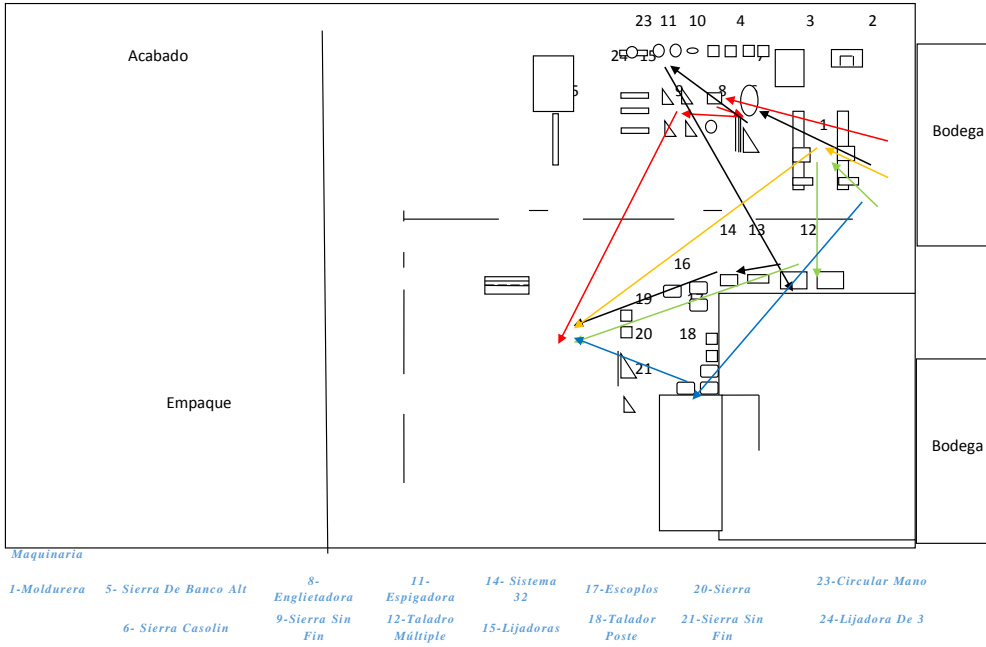 23 11 10 4 3 2
Acabado
24 15 7
5 9 8 6
1
Bodega
14 13 12
16
19 17
20 18
21
Empaque
Bodega
Maquinaria
1-Moldurera 5- Sierra De Banco Alt 8- Englietadora 11- Espigadora 14- Sistema 32 17-Escoplos 20-Sierra 23-Circular Mano
6- Sierra Casolin 9-Sierra Sin Fin 12-Taladro Múltiple 15-Lijadoras 18-Talador Poste 21-Sierra Sin Fin 24-Lijadora De 3